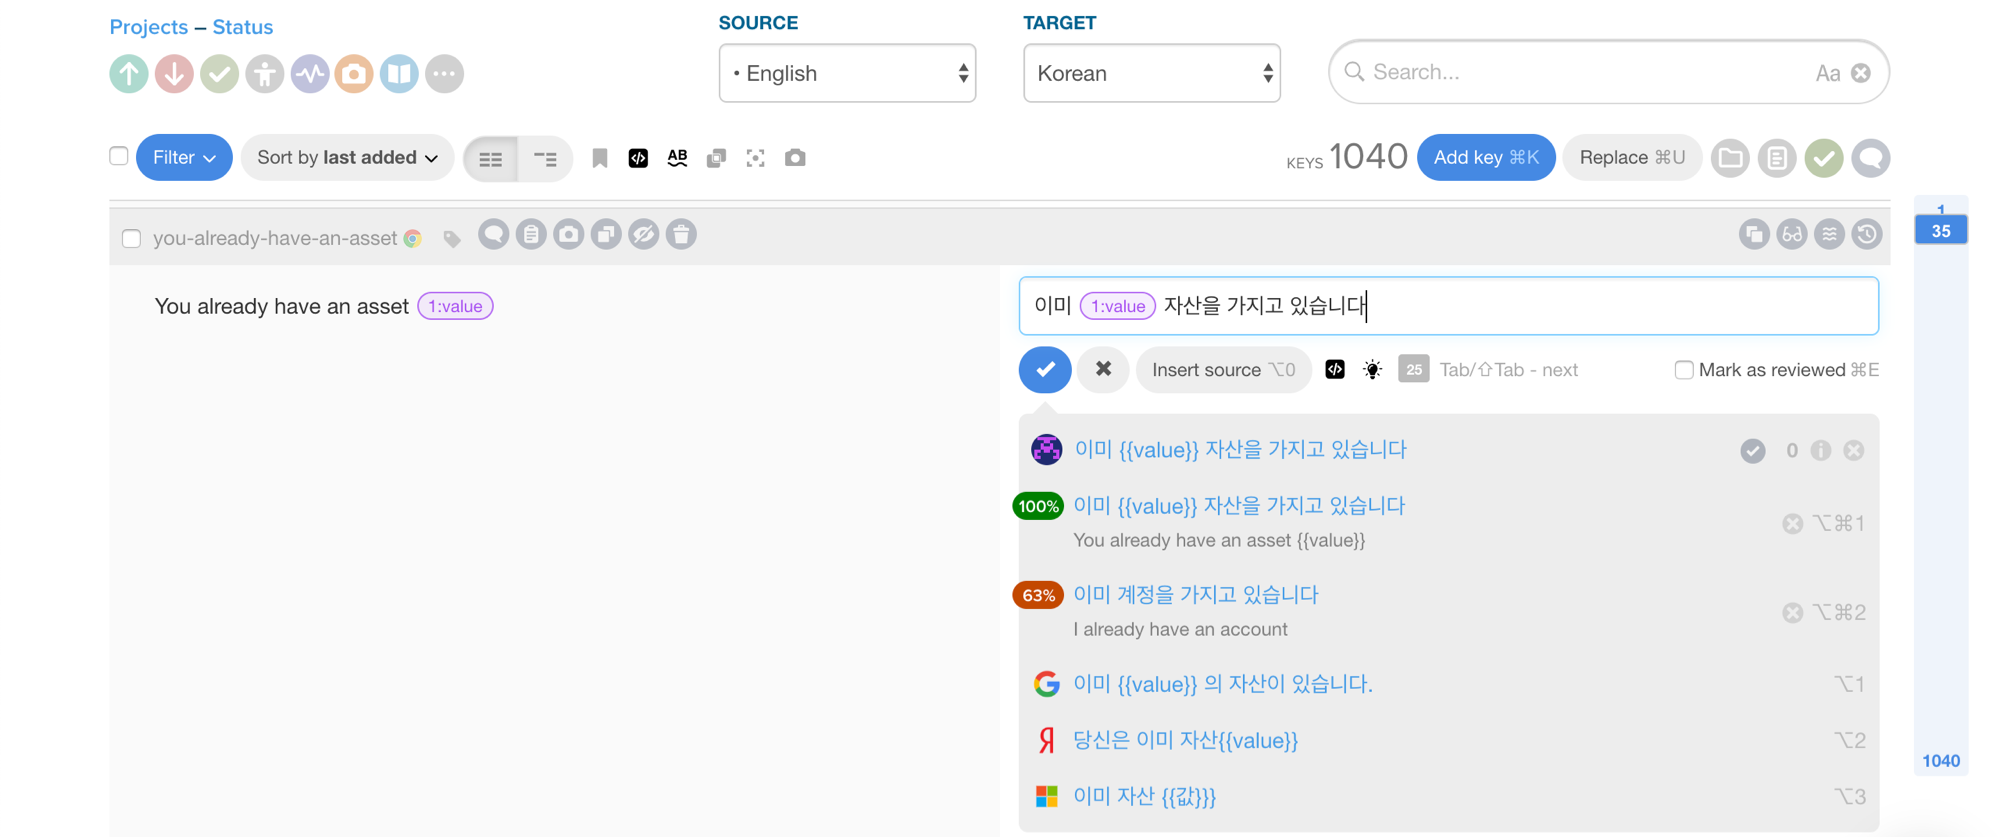 Projects – Status
SOURCE
TARGET
• English
Korean
Search...
Aa
Filter
Sort by last added
AB
KEYS 1040
Add key ⌘K
Replace ⌘U
1
35
you-already-have-an-asset
You already have an asset 1:value
이미 1:value 자산을 가지고 있습니다
Insert source ⌥0
25
Tab/⇧Tab - next
Mark as reviewed ⌘E
이미 {{value}} 자산을 가지고 있습니다
0
100%
이미 {{value}} 자산을 가지고 있습니다
You already have an asset {{value}}
⌥⌘1
63%
이미 계정을 가지고 있습니다
I already have an account
⌥⌘2
이미 {{value}} 의 자산이 있습니다.
⌥1
당신은 이미 자산{{value}}
⌥2
이미 자산 {{값}}}
⌥3
1040